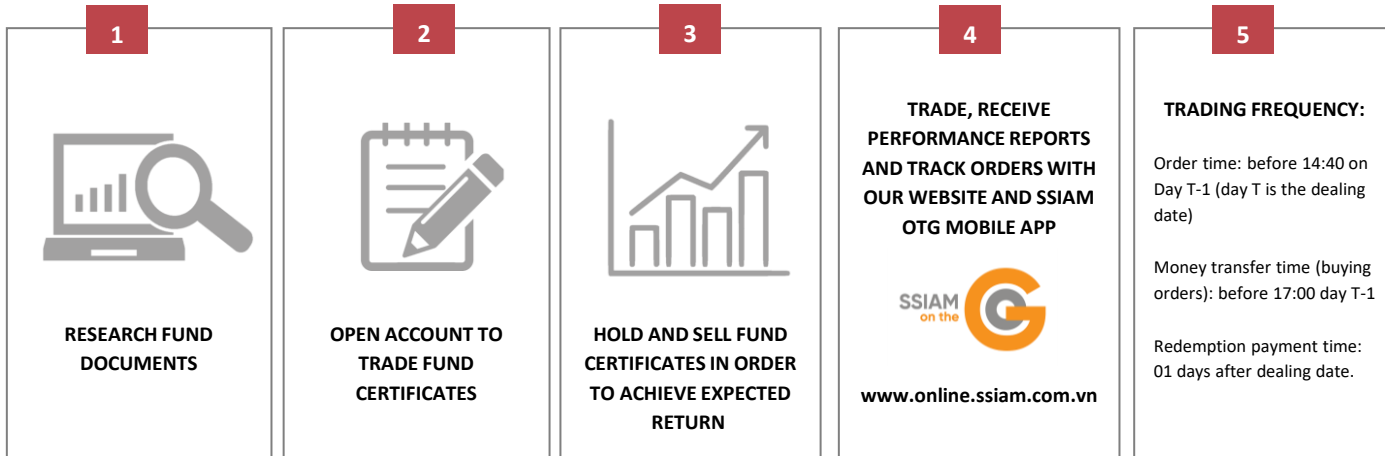 1
RESEARCH FUND
DOCUMENTS
2
OPEN ACCOUNT TO
TRADE FUND
CERTIFICATES
3
HOLD AND SELL FUND
CERTIFICATES IN ORDER
TO ACHIEVE EXPECTED
RETURN
4
TRADE, RECEIVE
PERFORMANCE REPORTS
AND TRACK ORDERS WITH
OUR WEBSITE AND SSIAM
OTG MOBILE APP
SSIAM
on the
GO
www.online.ssiam.com.vn
5
TRADING FREQUENCY:
Order time: before 14:40 on
Day T-1 (day T is the dealing
date)
Money transfer time (buying
orders): before 17:00 day T-1
Redemption payment time:
01 days after dealing date.